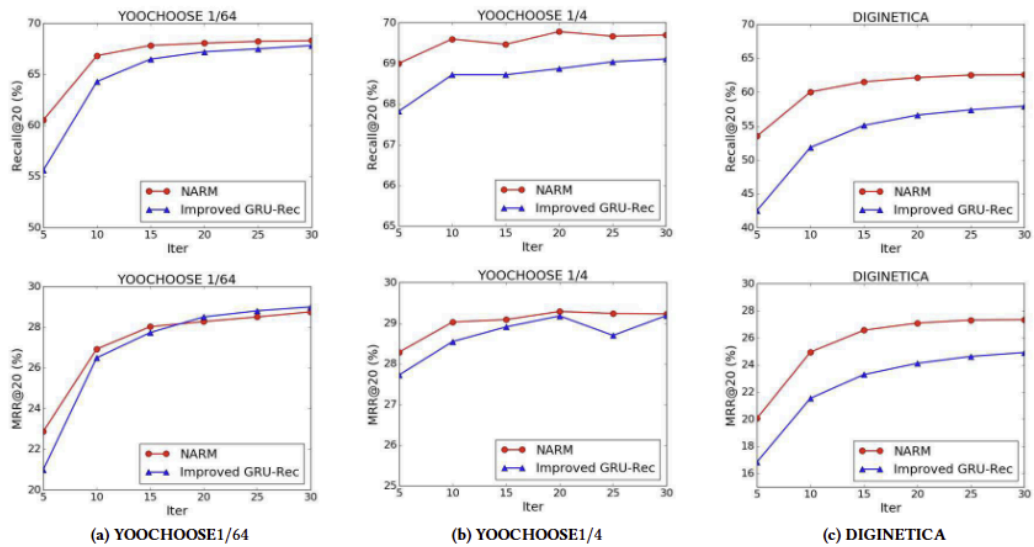 YOOCHOOSE 1/64
70
65
60
55
50
Recall@20 (%)
NARM
Improved GRU-Rec
5 10 15 20 25 30
Iter
YOOCHOOSE 1/4
70
69
68
67
66
65
Recall@20 (%)
NARM
Improved GRU-Rec
5 10 15 20 25 30
Iter
DIGINETICA
70
65
60
55
50
45
40
Recall@20 (%)
NARM
Improved GRU-Rec
5 10 15 20 25 30
Iter
YOOCHOOSE 1/64
30
28
26
24
22
20
MRR@20 (%)
NARM
Improved GRU-Rec
5 10 15 20 25 30
Iter
YOOCHOOSE 1/4
30
29
28
27
26
25
MRR@20 (%)
NARM
Improved GRU-Rec
5 10 15 20 25 30
Iter
DIGINETICA
30
28
26
24
22
20
18
16
MRR@20 (%)
NARM
Improved GRU-Rec
5 10 15 20 25 30
Iter
(a) YOOCHOOSE1/64
(b) YOOCHOOSE1/4
(c) DIGINETICA